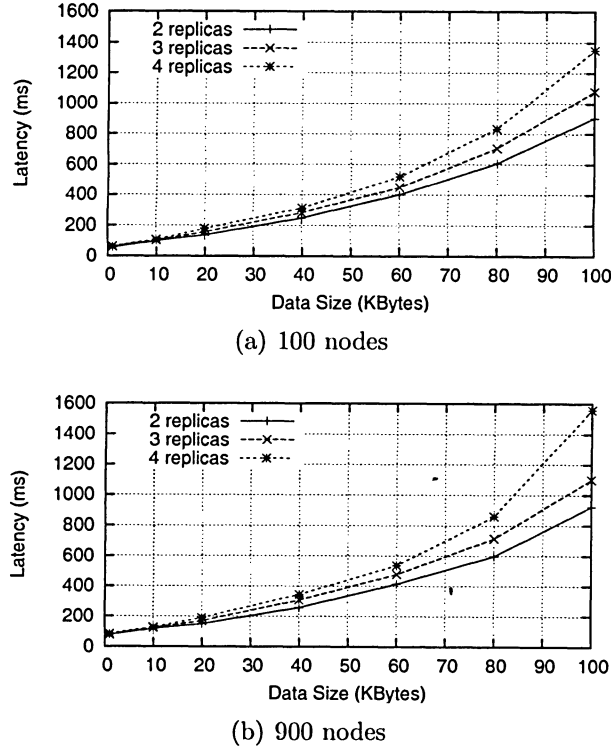 1600
1400
1200
1000
800
600
400
200
0
Latency (ms)
2 replicas
3 replicas
4 replicas
0 10 20 30 40 50 60 70 80 90 100
Data Size (KBytes)
(a) 100 nodes
1600
1400
1200
1000
800
600
400
200
0
Latency (ms)
2 replicas
3 replicas
4 replicas
0 10 20 30 40 50 60 70 80 90 100
Data Size (KBytes)
(b) 900 nodes